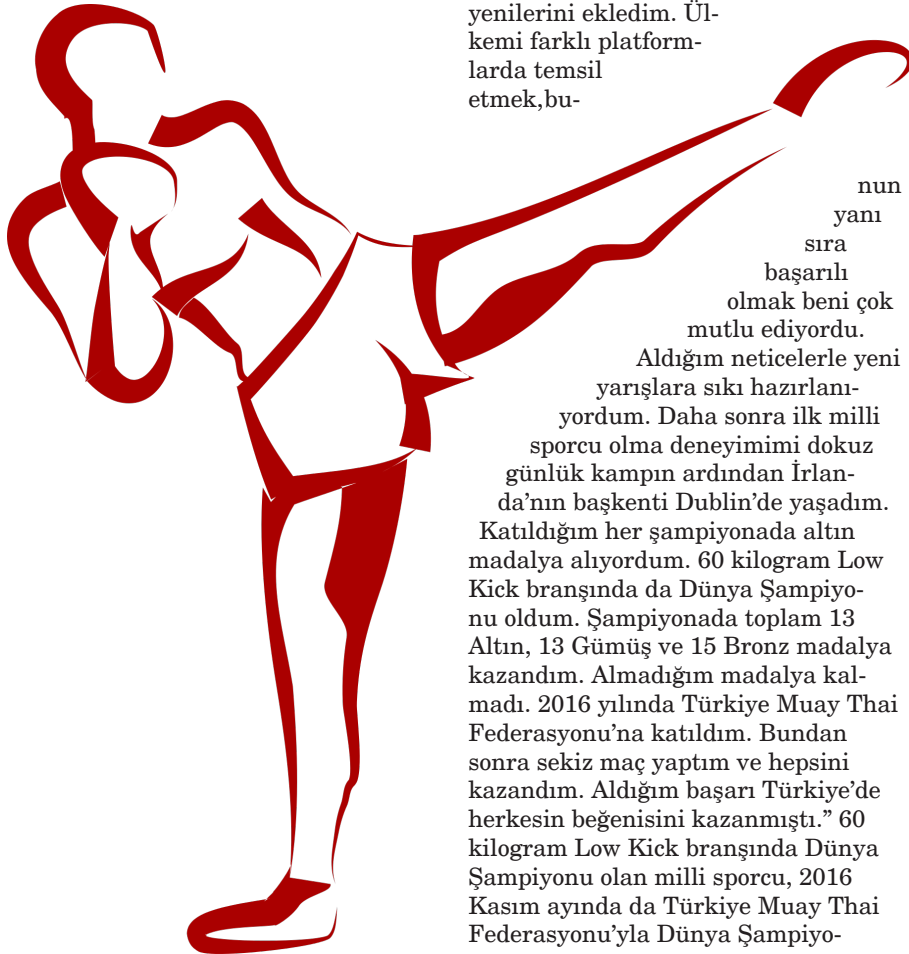 yenilerini ekledim. Ül-
kemi farklı platform-
larda temsil
etmek,bu-
nun
yanı
sıra
başarılı
olmak beni çok
mutlu ediyordu.
Aldığım neticelerle yeni
yarışlara sıkı hazırlanı-
yordum. Daha sonra ilk milli
sporcu olma deneyimimi dokuz
günlük kampın ardından İrlan-
da’nın başkenti Dublin’de yaşadım.
Katıldığım her şampiyonada altın
madalya alıyordum. 60 kilogram Low
Kick branşında da Dünya Şampiyo-
nu oldum. Şampiyonada toplam 13
Altın, 13 Gümüş ve 15 Bronz madalya
kazandım. Almadığım madalya kal-
madı. 2016 yılında Türkiye Muay Thai
Federasyonu’na katıldım. Bundan
sonra sekiz maç yaptım ve hepsini
kazandım. Aldığım başarı Türkiye’de
herkesin beğenisini kazanmıştı.” 60
kilogram Low Kick branşında Dünya
Şampiyonu olan milli sporcu, 2016
Kasım ayında da Türkiye Muay Thai
Federasyonu’yla Dünya Şampiyo-